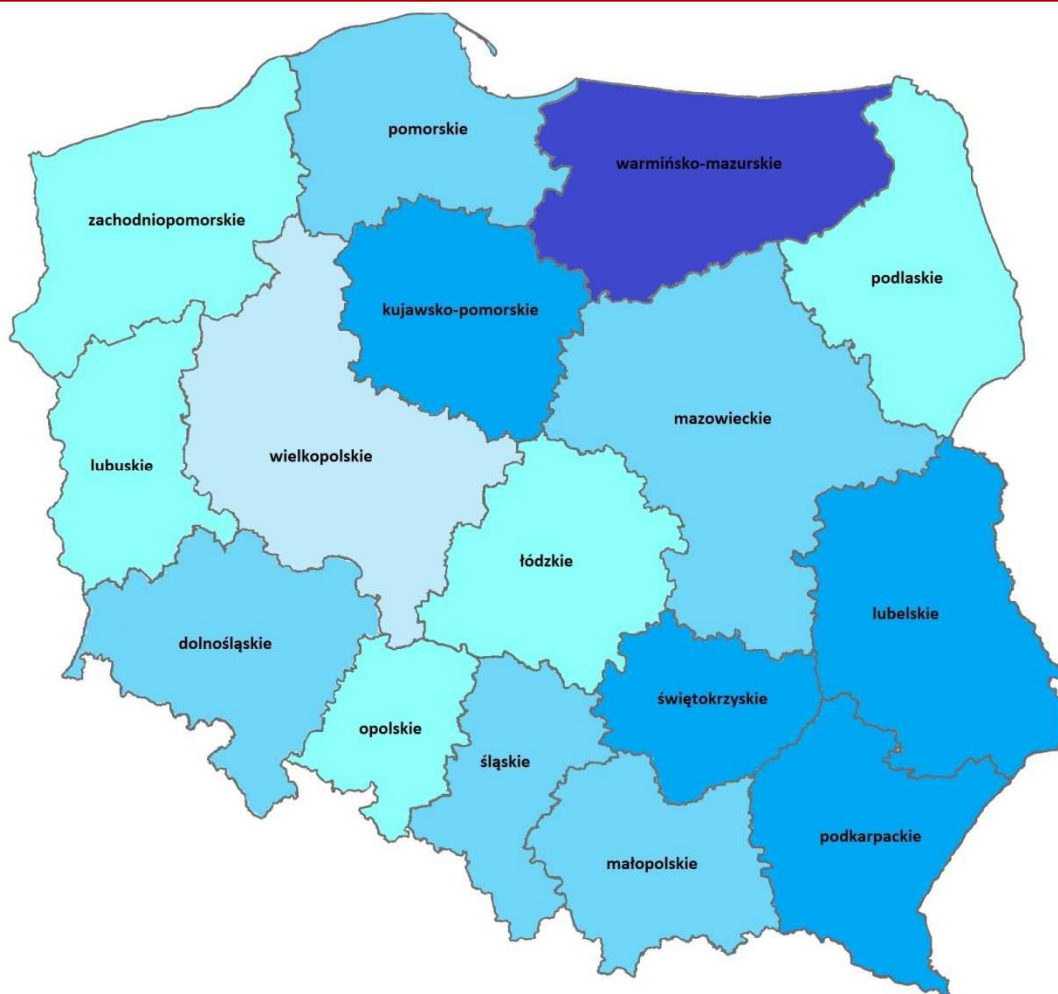 pomorskie
warmińsko-mazurskie
zachodniopomorskie
podlaskie
kujawsko-pomorskie
mazowieckie
wielkopolskie
lubuskie
łódzkie
lubelskie
dolnośląskie
świętokrzyskie
opolskie
śląskie
podkarpackie
małopolskie